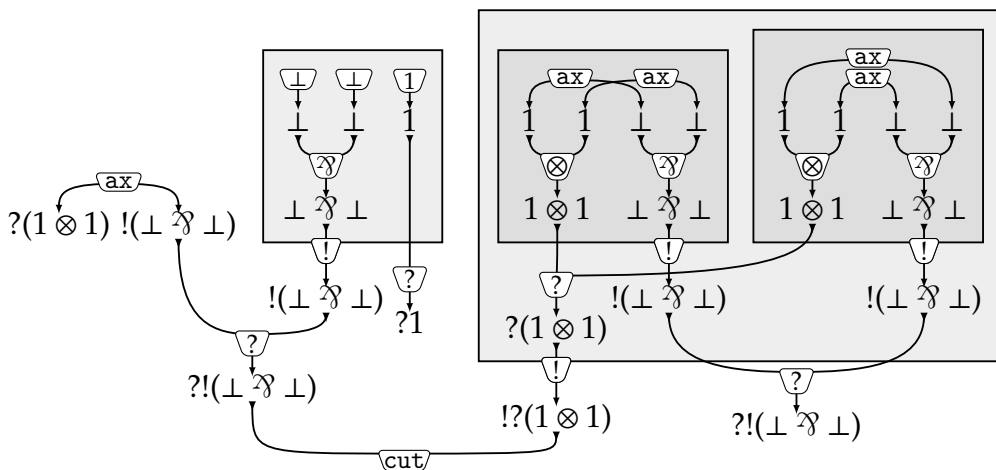 ax ax
⊥ ⊥ 1 ax ax
⊥ ⊥ 1 1 1 ⊥ ⊥ 1 1 ⊥ ⊥
⅋ ⊗ ⅋ ⊗ ⅋
ax
?(1 ⊗ 1) !(⊥ ⅋ ⊥) ⊥ ⅋ ⊥ 1 ⊗ 1 ⊥ ⅋ ⊥ 1 ⊗ 1 ⊥ ⅋ ⊥
! ! !
? ?
!(⊥ ⅋ ⊥) ?1 !(⊥ ⅋ ⊥) !(⊥ ⅋ ⊥)
? ?(1 ⊗ 1)
! ?
?!(⊥ ⅋ ⊥) !?(1 ⊗ 1) ?!(⊥ ⅋ ⊥)
cut